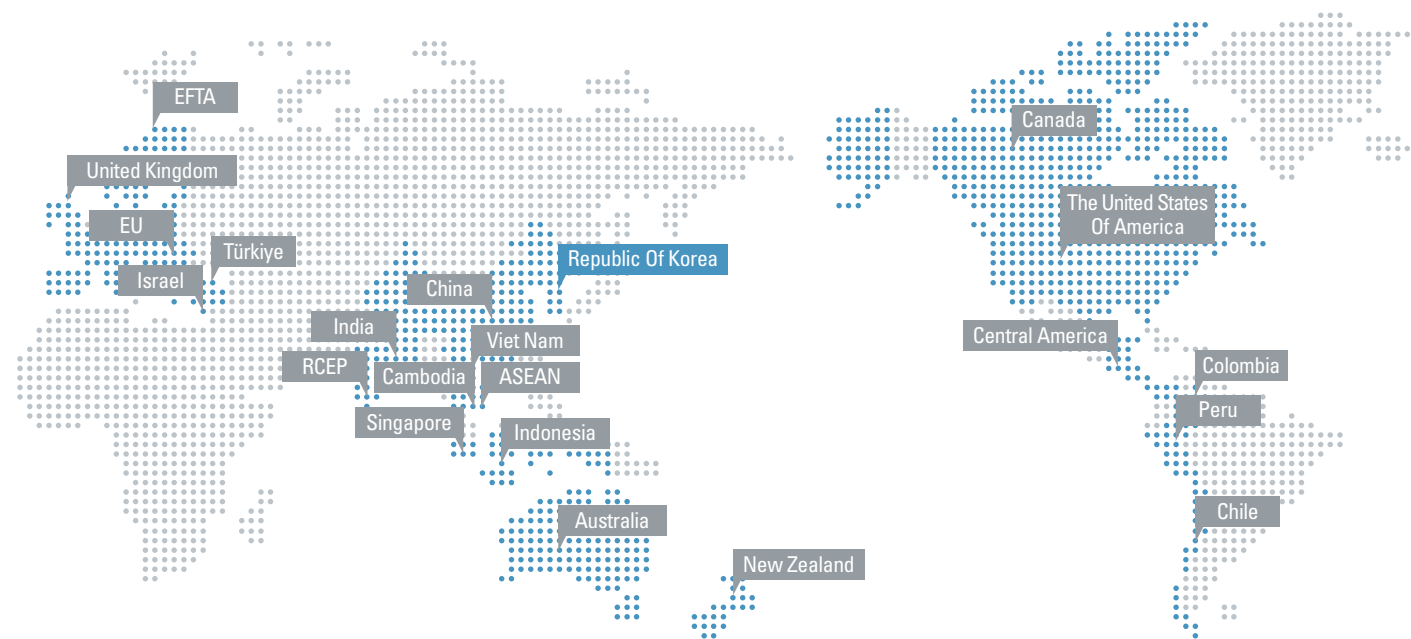 EFTA
Canada
United Kingdom
The United States
Of America
EU
Türkiye
Republic Of Korea
Israel
China
India
Viet Nam
Central America
RCEP
Cambodia
ASEAN
Colombia
Singapore
Indonesia
Peru
Australia
Chile
New Zealand